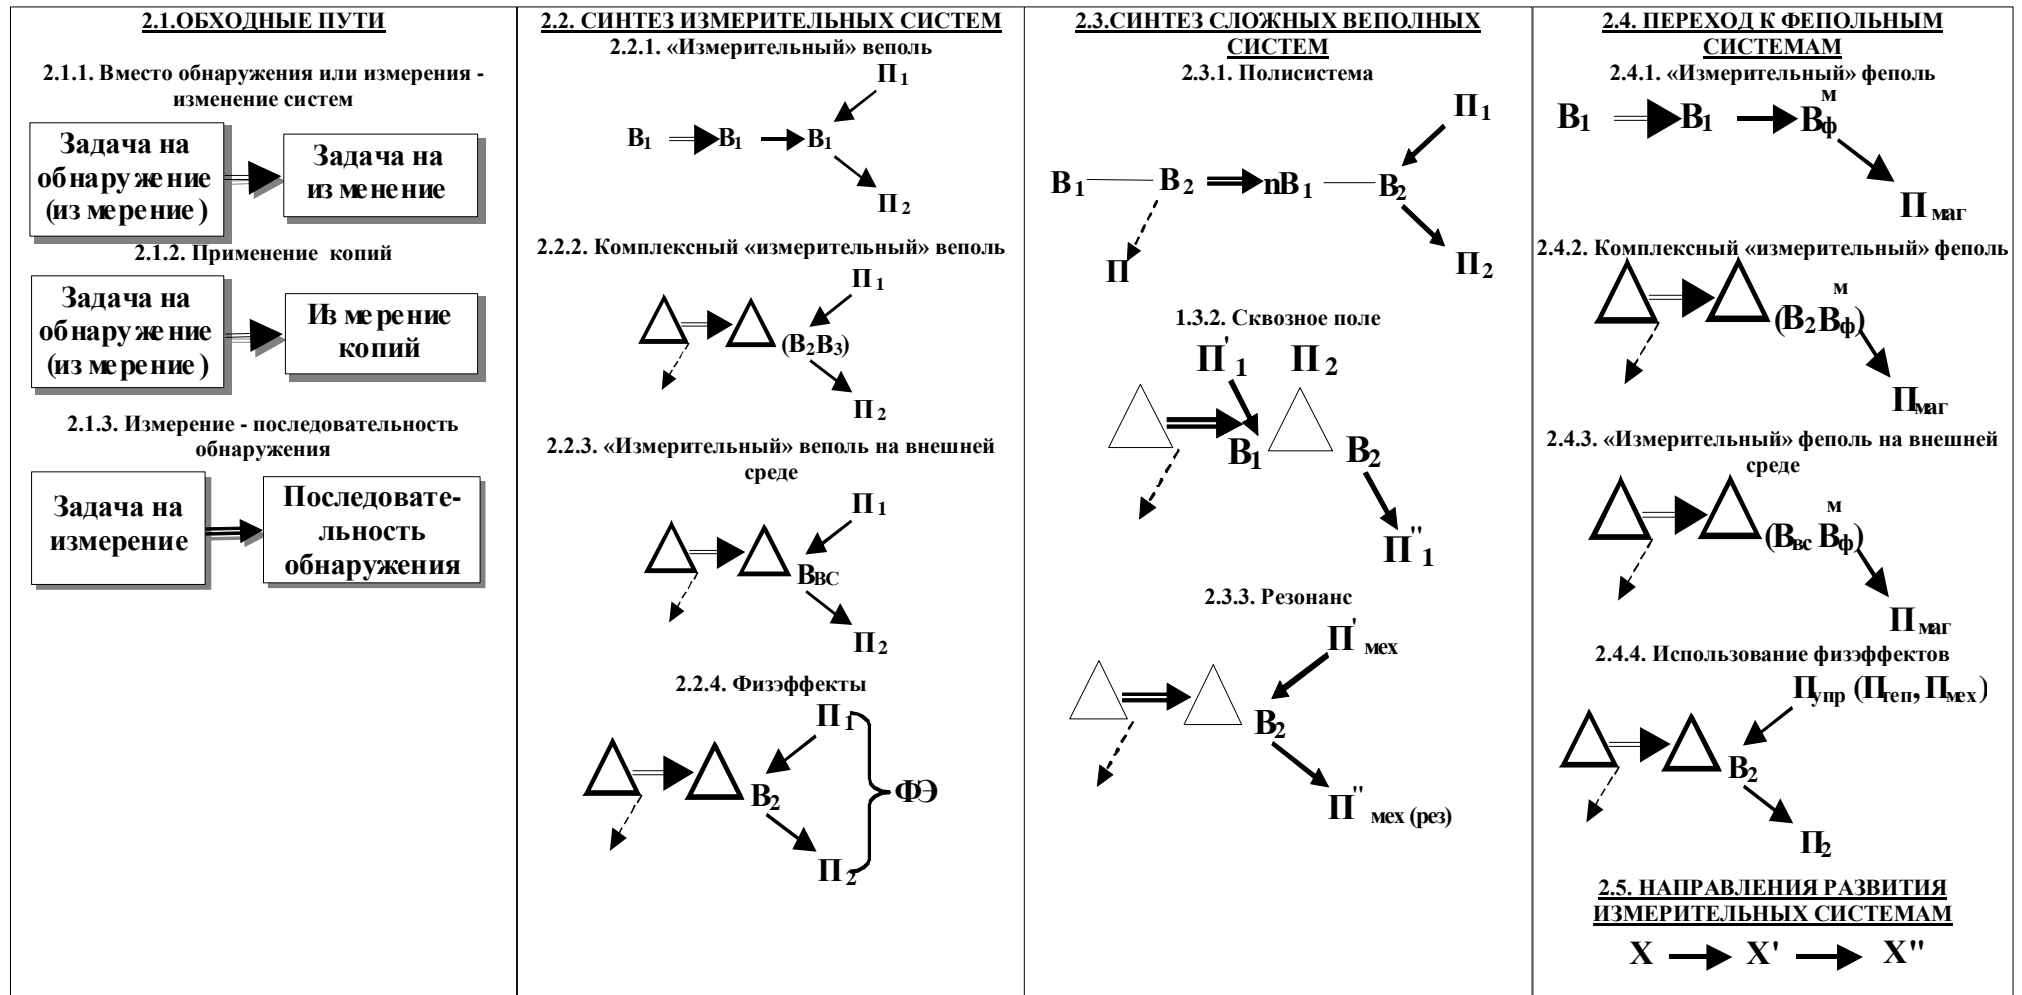 2.1.ОБХОДНЫЕ ПУТИ
2.1.1. Вместо обнаружения или измерения -
изменение систем
Задача на
обнаружение
(измерение)
Задача на
изменение
2.1.2. Применение копий
Задача на
обнаружение
(измерение)
Измерение
копий
2.1.3. Измерение - последовательность
обнаружения
Задача на
измерение
Последовате-
льность
обнаружения
2.2. СИНТЕЗ ИЗМЕРИТЕЛЬНЫХ СИСТЕМ
2.2.1. «Измерительный» веполь
П1
В1 В1 В1
П2
2.2.2. Комплексный «измерительный» веполь
П1
(В2В3)
П2
2.2.3. «Измерительный» веполь на внешней
среде
П1
ВВС
П2
2.2.4. Физэффекты
П1
В2
ФЭ
П2
2.3.СИНТЕЗ СЛОЖНЫХ ВЕПОЛНЫХ
СИСТЕМ
2.3.1. Полисистема
П1
В1 В2 nВ1 В2
П
П2
1.3.2. Сквозное поле
П'1 П2
В1 В2
П''1
2.3.3. Резонанс
П' мех
В2
П'' мех (рез)
2.4. ПЕРЕХОД К ФЕПОЛЬНЫМ
СИСТЕМАМ
2.4.1. «Измерительный» феполь
м
В1 В1 Вф
П маг
2.4.2. Комплексный «измерительный» феполь
м
(В2Вф)
Пмаг
2.4.3. «Измерительный» феполь на внешней
среде
м
(Ввс Вф)
Пмаг
2.4.4. Использование физэффектов
Пупр (Птеп, Пмех)
В2
П2
2.5. НАПРАВЛЕНИЯ РАЗВИТИЯ
ИЗМЕРИТЕЛЬНЫХ СИСТЕМАМ
X X' X''